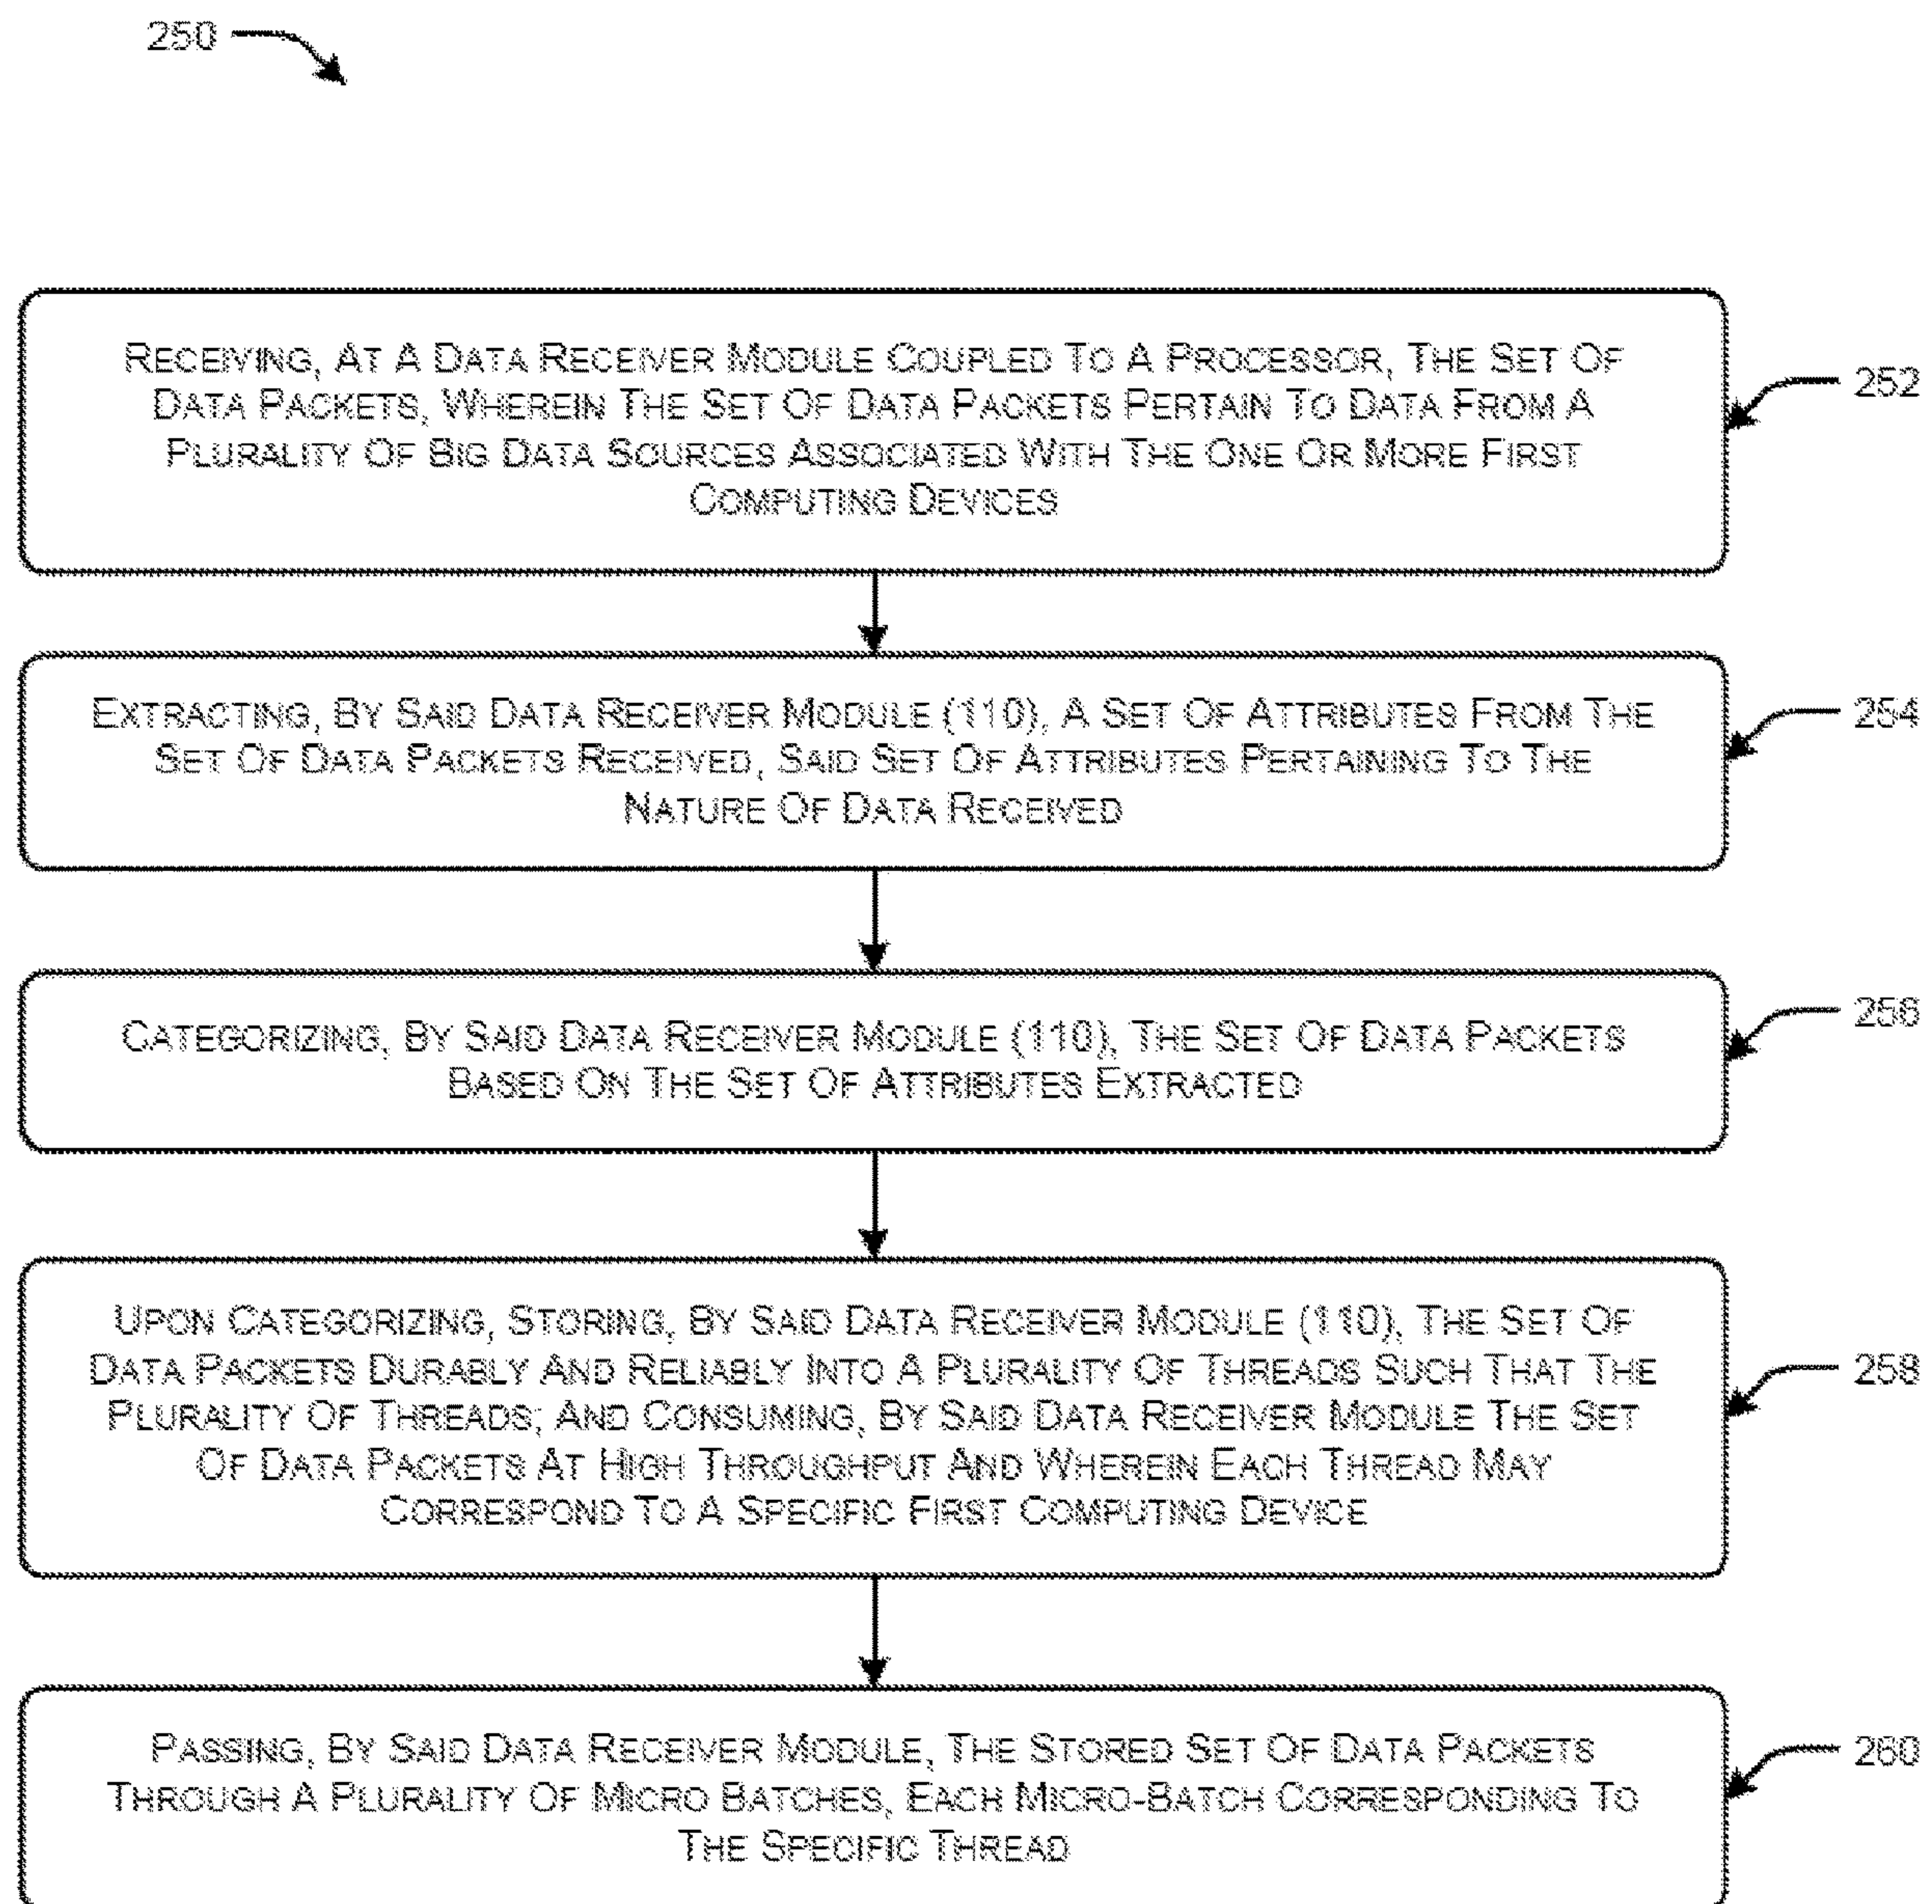 250
RECEIVING, AT A DATA RECEIVER MODULE COUPLED TO A PROCESSOR, THE SET OF
DATA PACKETS, WHEREIN THE SET OF DATA PACKETS PERTAIN TO DATA FROM A
PLURALITY OF BIG DATA SOURCES ASSOCIATED WITH THE ONE OR MORE FIRST
COMPUTING DEVICES
252
EXTRACTING, BY SAID DATA RECEIVER MODULE (110), A SET OF ATTRIBUTES FROM THE
SET OF DATA PACKETS RECEIVED, SAID SET OF ATTRIBUTES PERTAINING TO THE
NATURE OF DATA RECEIVED
254
CATEGORIZING, BY SAID DATA RECEIVER MODULE (110), THE SET OF DATA PACKETS
BASED ON THE SET OF ATTRIBUTES EXTRACTED
256
UPON CATEGORIZING, STORING, BY SAID DATA RECEIVER MODULE (110), THE SET OF
DATA PACKETS DURABLY AND RELIABLY INTO A PLURALITY OF THREADS SUCH THAT THE
PLURALITY OF THREADS; AND CONSUMING, BY SAID DATA RECEIVER MODULE THE SET
OF DATA PACKETS AT HIGH THROUGHPUT AND WHEREIN EACH THREAD MAY
CORRESPOND TO A SPECIFIC FIRST COMPUTING DEVICE
258
PASSING, BY SAID DATA RECEIVER MODULE, THE STORED SET OF DATA PACKETS
THROUGH A PLURALITY OF MICRO BATCHES, EACH MICRO-BATCH CORRESPONDING TO
THE SPECIFIC THREAD
260